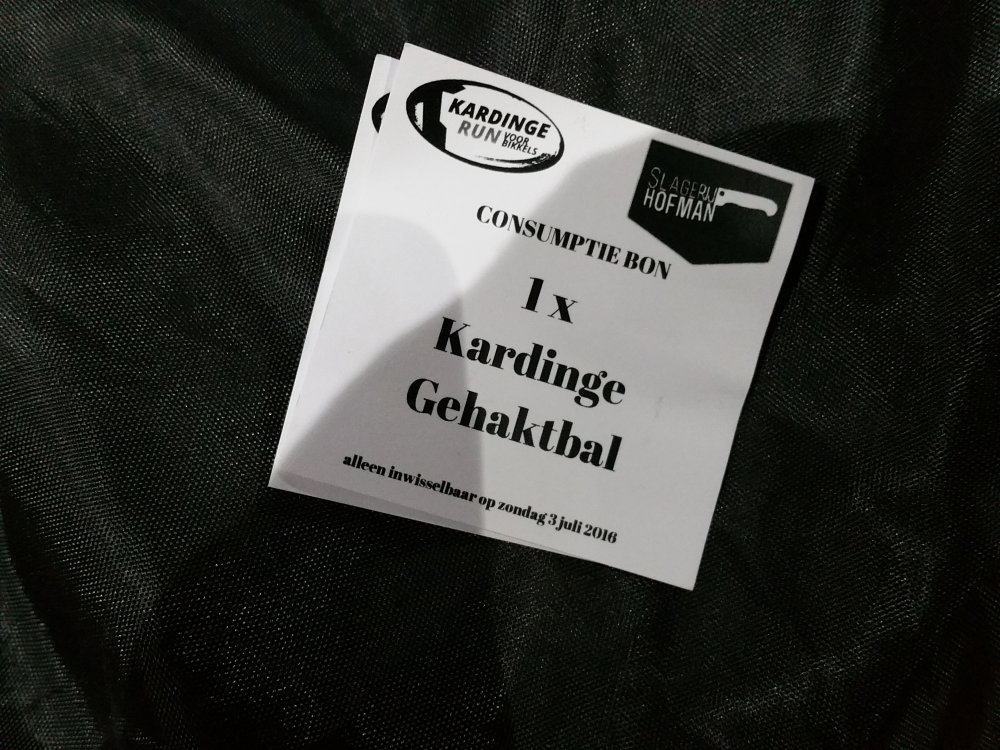 KARDINGE
RUN VOOR
BIKKELS
SLAGERIJ
HOFMAN
CONSUMPTIE BON
1 x
Kardinge
Gehaktbal
alleen inwisselbaar op zondag 3 juli 2016